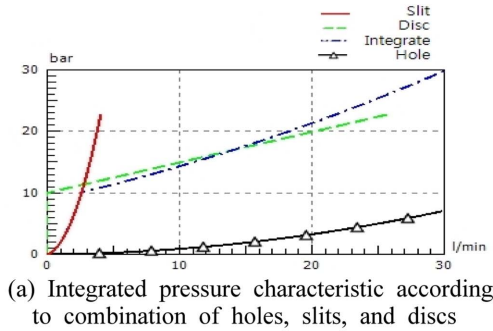 Slit
Disc
Integrate
Hole
bar
30
20
10
0
0 10 20 30
l/min
(a) Integrated pressure characteristic according
to combination of holes, slits, and discs